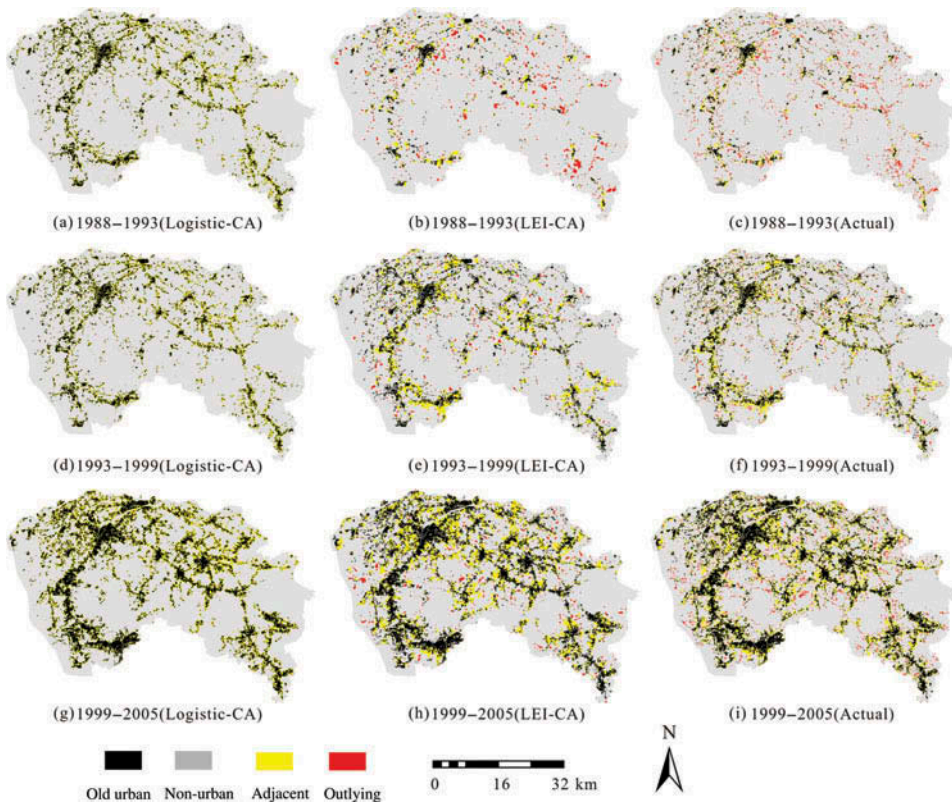 (a) 1988−1993(Logistic-CA)
(b) 1988−1993(LEI-CA)
(c) 1988−1993(Actual)
(d) 1993−1999(Logistic-CA)
(e) 1993−1999(LEI-CA)
(f) 1993−1999(Actual)
(g) 1999−2005(Logistic-CA)
(h) 1999−2005(LEI-CA)
(i) 1999−2005(Actual)
N
Old urban Non-urban Adjacent Outlying
0 16 32 km